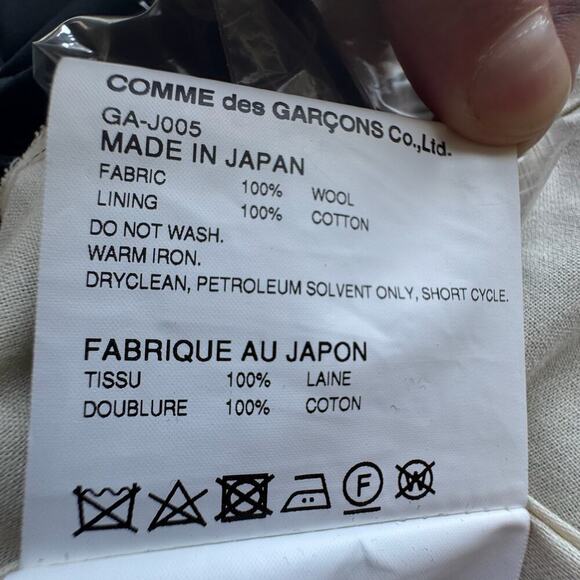 COMME des GARÇONS Co.,Ltd.
GA-J005
MADE IN JAPAN
FABRIC 100% WOOL
LINING 100% COTTON
DO NOT WASH.
WARM IRON.
DRYCLEAN, PETROLEUM SOLVENT ONLY, SHORT CYCLE.
FABRIQUE AU JAPON
TISSU 100% LAINE
DOUBLURE 100% COTON
F W